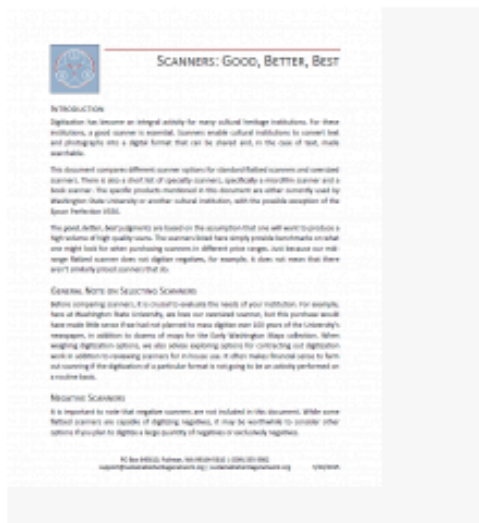 SCANNERS: GOOD, BETTER, BEST
INTRODUCTION
Digitization has become an integral activity for many cultural heritage institutions. For these
institutions, a good scanner is essential. Scanners enable cultural institutions to convert text
and photographs into a digital format that can be shared and, in the case of text, made
searchable.
This document compares different scanner options for standard flatbed scanners and oversized
scanners. There is also a short list of specialty scanners, specifically a microfilm scanner and a
book scanner. The specific products mentioned in this document are either currently used by
Washington State University or another cultural institution, with the possible exception of the
Epson Perfection
The good, better, best judgments are based on the assumption that one will want to produce a
high volume of high quality scans. The scanners listed here simply provide benchmarks on what
one might look for when purchasing scanners in different price ranges. Just because our mid-
range flatbed scanner does not digitize negatives, for example, it does not mean that there
aren't similarly priced scanners that do.
GENERAL NOTE ON SELECTING SCANNERS
Before comparing scanners, it is crucial to evaluate the needs of your institution. For example,
here at Washington State University, we love our oversized scanner, but this purchase would
have made little sense if we had not planned to mass digitize over 100 years of the University's
newspaper, in addition to dozens of maps for the Early Washington Maps collection. When
weighing digitization options, we also advise exploring options for contracting out digitization
work in addition to reviewing scanners for in house use. It often makes financial sense to farm
out scanning if the digitization of a particular format is not going to be an activity performed on
a routine basis.
NEGATIVE SCANNERS
It is important to note that negative scanners are not included in this document. While some
flatbed scanners are capable of digitizing negatives, it may be worthwhile to consider other
options if you plan to digitize a large quantity of negatives or exclusively negatives.
PO Box Pullman, WA
support@sustainableheritagenetwork.org | sustainableheritagenetwork.org